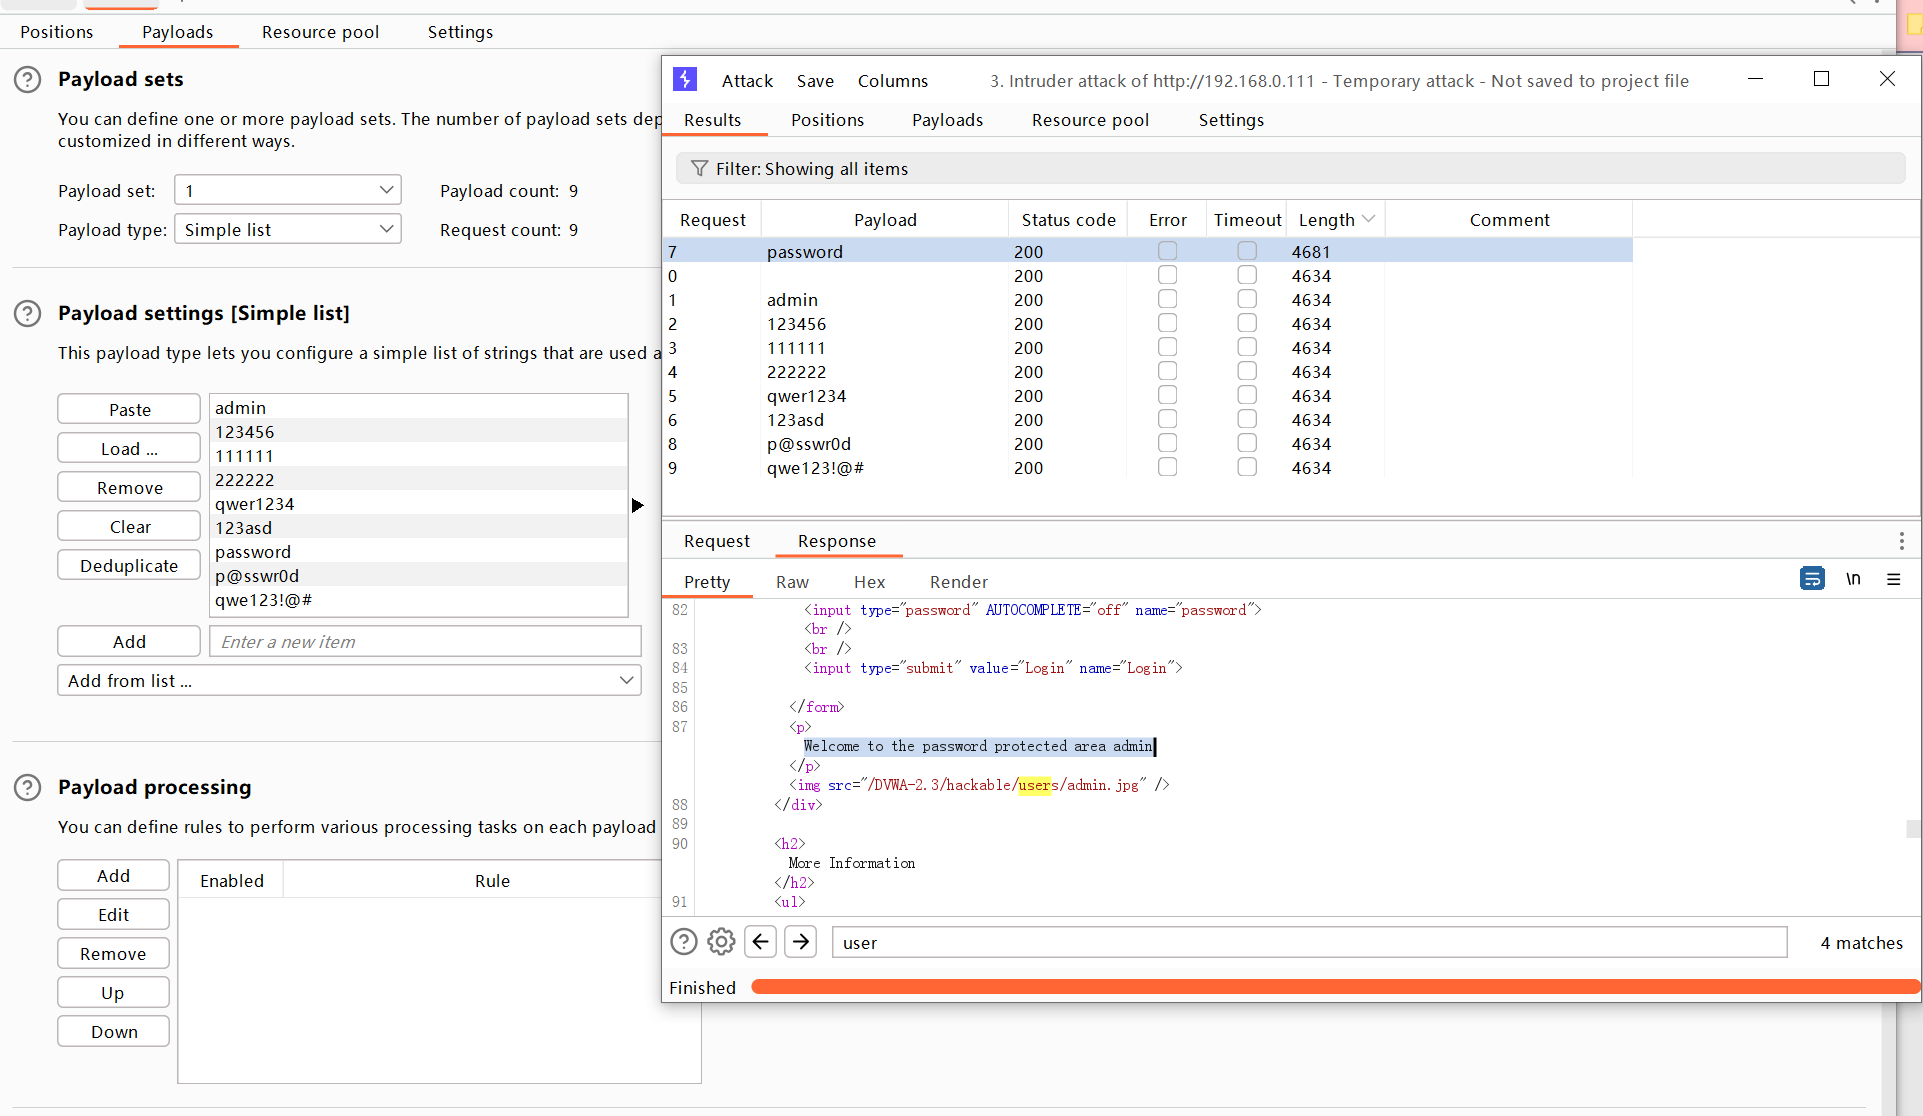 Positions Payloads Resource pool Settings
Payload sets
You can define one or more payload sets. The number of payload sets dep
customized in different ways.
Payload set: 1 Payload count: 9
Payload type: Simple list Request count: 9
Payload settings [Simple list]
This payload type lets you configure a simple list of strings that are used a
Paste
Load ...
Remove
Clear
Deduplicate
admin
123456
111111
222222
qwer1234
123asd
password
p@sswr0d
qwe123!@#
Add Enter a new item
Add from list ...
Payload processing
You can define rules to perform various processing tasks on each payload
Add
Edit
Remove
Up
Down
Enabled Rule
Attack Save Columns 3. Intruder attack of http://192.168.0.111 - Temporary attack - Not saved to project file
Results Positions Payloads Resource pool Settings
Filter: Showing all items
Request Payload Status code Error Timeout Length Comment
7 password 200 4681
0 200 4634
1 admin 200 4634
2 123456 200 4634
3 111111 200 4634
4 222222 200 4634
5 qwer1234 200 4634
6 123asd 200 4634
8 p@sswr0d 200 4634
9 qwe123!@# 200 4634
Request Response
Pretty Raw Hex Render
\n
82 <input type="password" AUTOCOMPLETE="off" name="password">
<br />
83 <br />
84 <input type="submit" value="Login" name="Login">
85
86 </form>
87 <p>
Welcome to the password protected area admin
</p>
<img src="/DVWA-2.3/hackable/users/admin.jpg" />
88 </div>
89
90 <h2>
More Information
</h2>
91 <ul>
user 4 matches
Finished